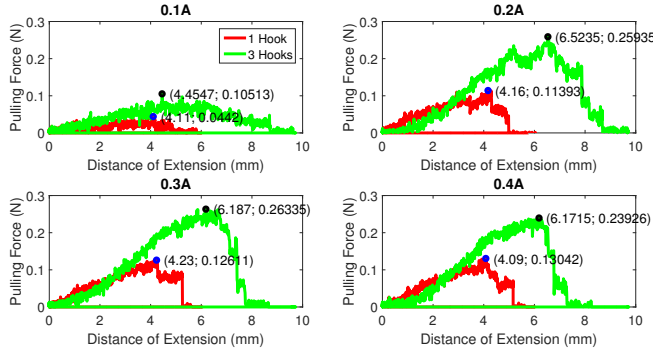 0.1A
0.3
0.2
0.1
0
Pulling Force (N)
1 Hook
3 Hooks
(4.4547; 0.10513)
(4.11; 0.0442)
0 2 4 6 8 10
Distance of Extension (mm)
0.2A
0.3
0.2
0.1
0
Pulling Force (N)
(6.5235; 0.25935
(4.16; 0.11393)
0 2 4 6 8 10
Distance of Extension (mm)
0.3A
0.3
0.2
0.1
0
Pulling Force (N)
(6.187; 0.26335)
(4.23; 0.12611)
0 2 4 6 8 10
Distance of Extension (mm)
0.4A
0.3
0.2
0.1
0
Pulling Force (N)
(6.1715; 0.23926)
(4.09; 0.13042)
0 2 4 6 8 10
Distance of Extension (mm)